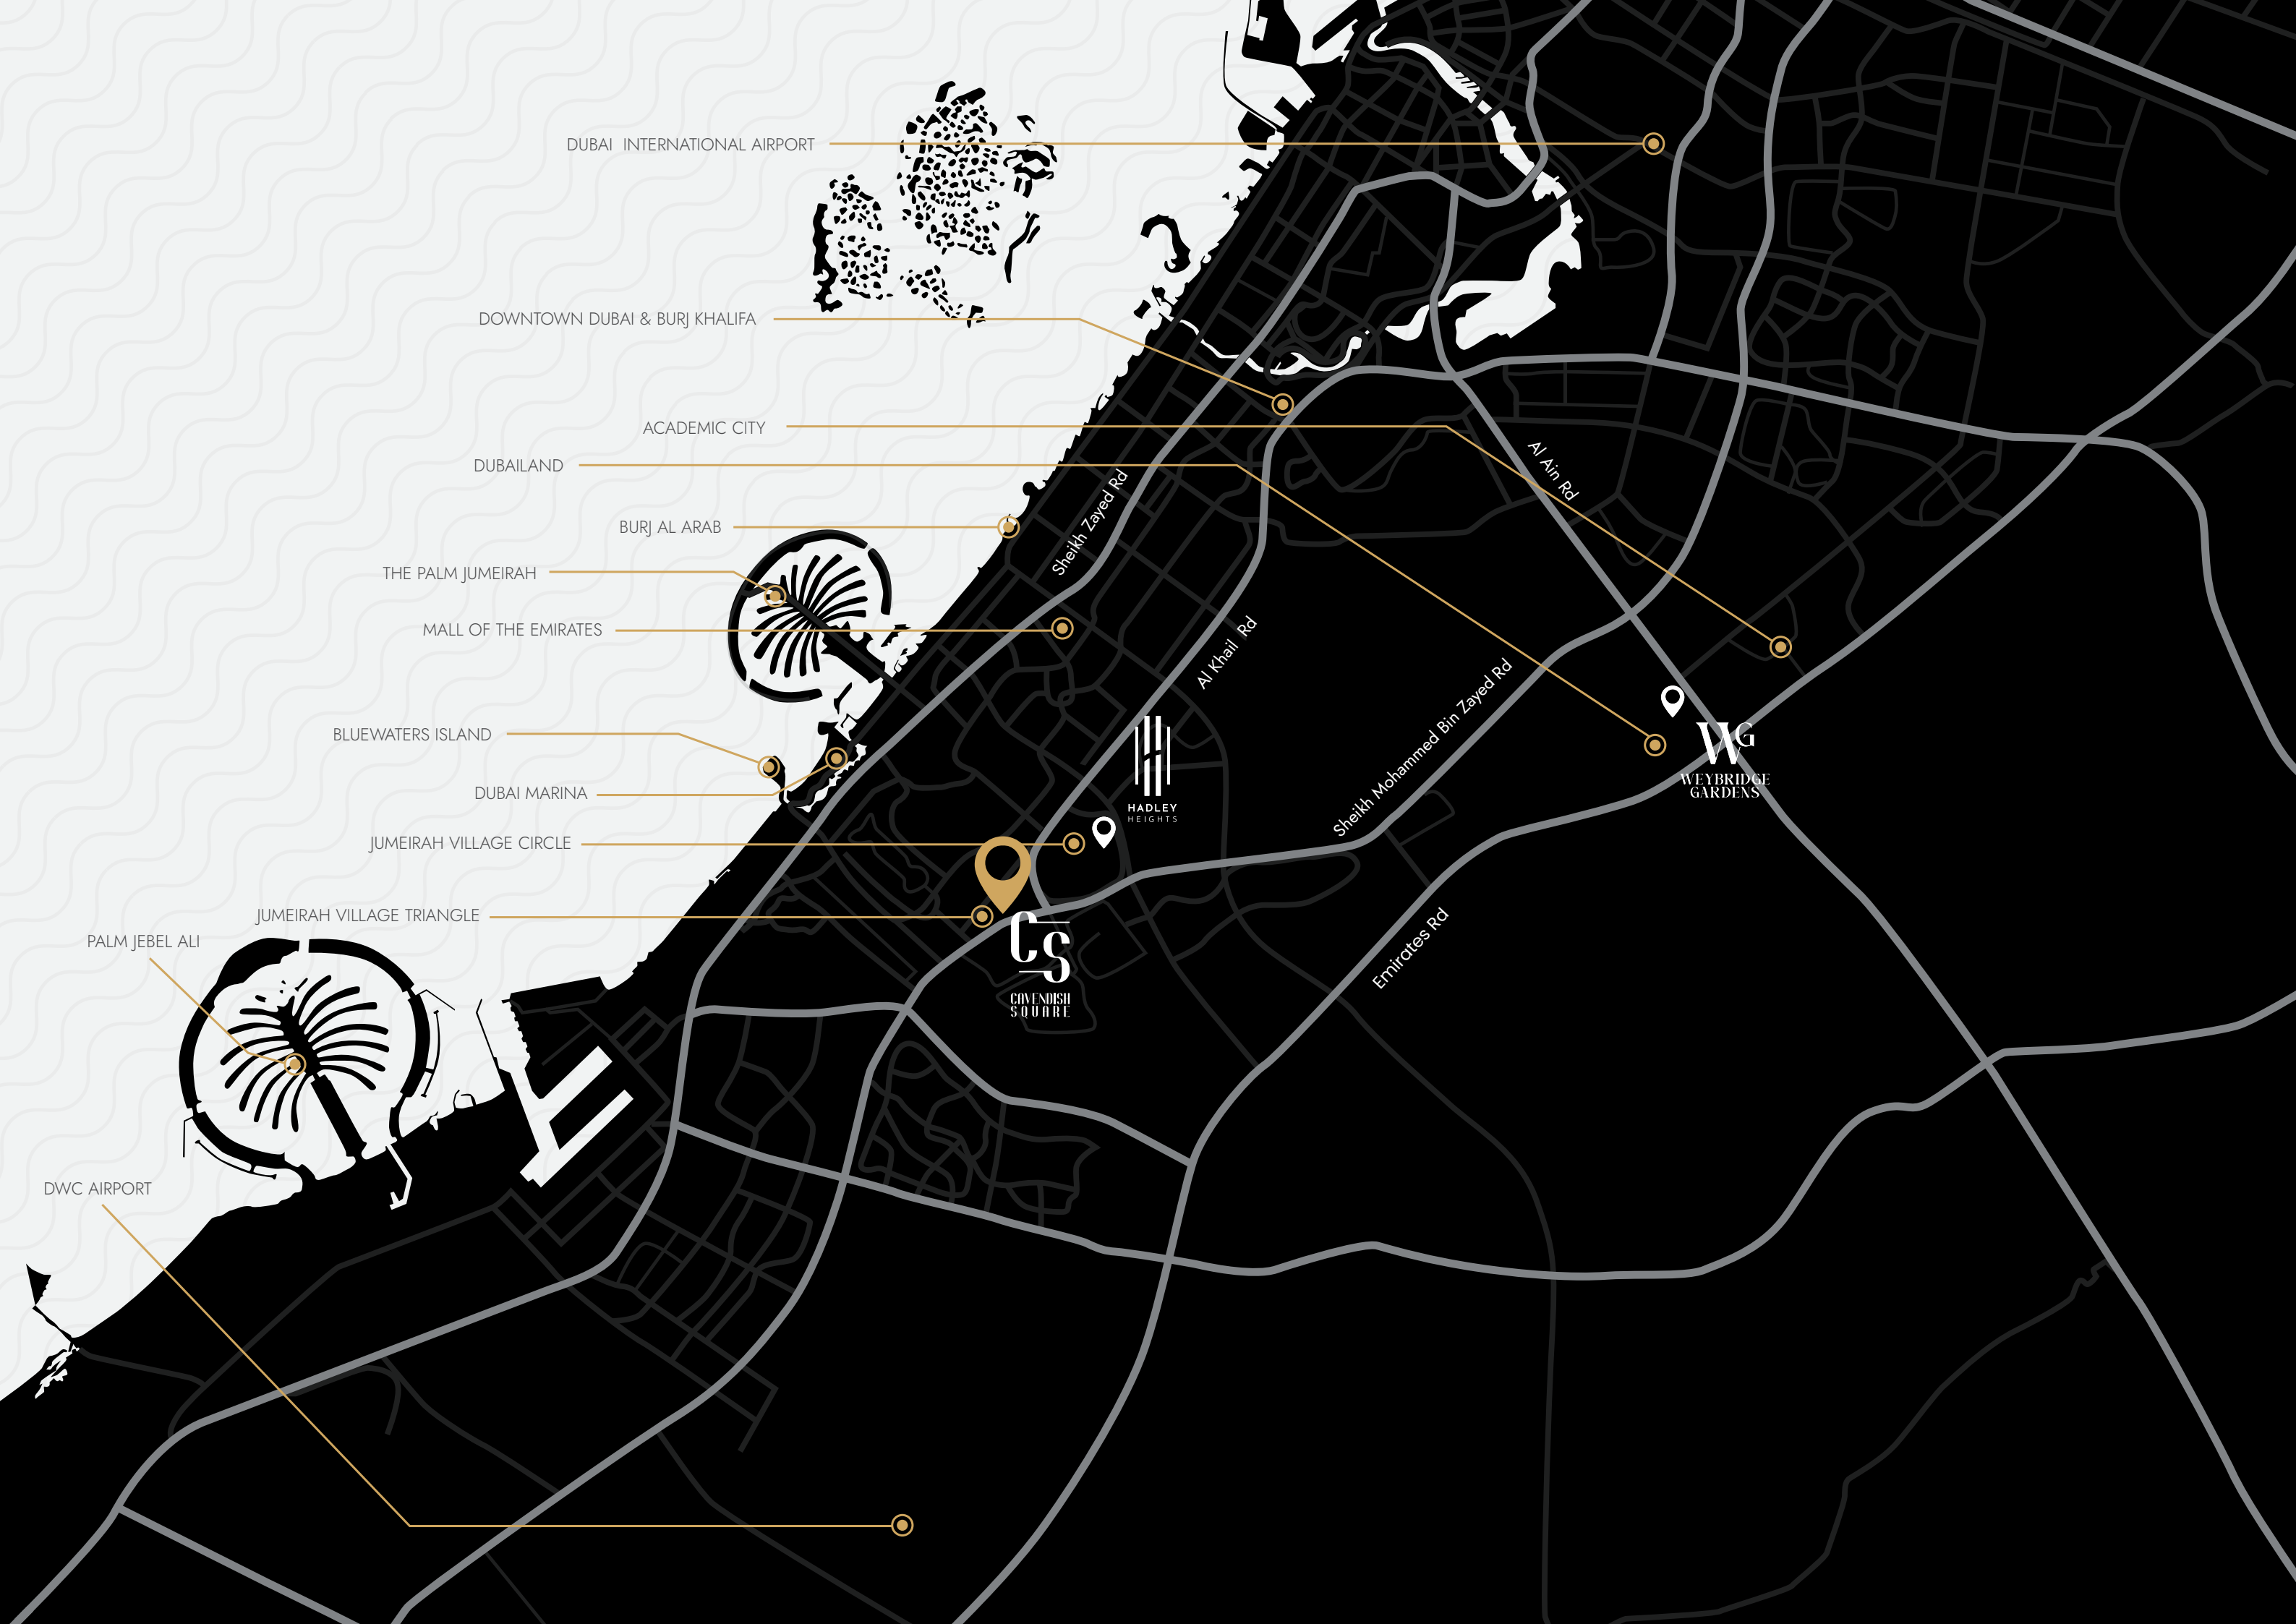 DUBAI INTERNATIONAL AIRPORT
DOWNTOWN DUBAI & BURJ KHALIFA
ACADEMIC CITY
Al Ain Rd
DUBAILAND
Sheikh Zayed Rd
BURJ AL ARAB
THE PALM JUMEIRAH
MALL OF THE EMIRATES
Al Khail Rd
Sheikh Mohammed Bin Zayed Rd
BLUEWATERS ISLAND
WG
WEYBRIDGE
GARDENS
DUBAI MARINA
HADLEY
HEIGHTS
JUMEIRAH VILLAGE CIRCLE
JUMEIRAH VILLAGE TRIANGLE
CS
CAVENDISH
SQUARE
Emirates Rd
PALM JEBEL ALI
DWC AIRPORT